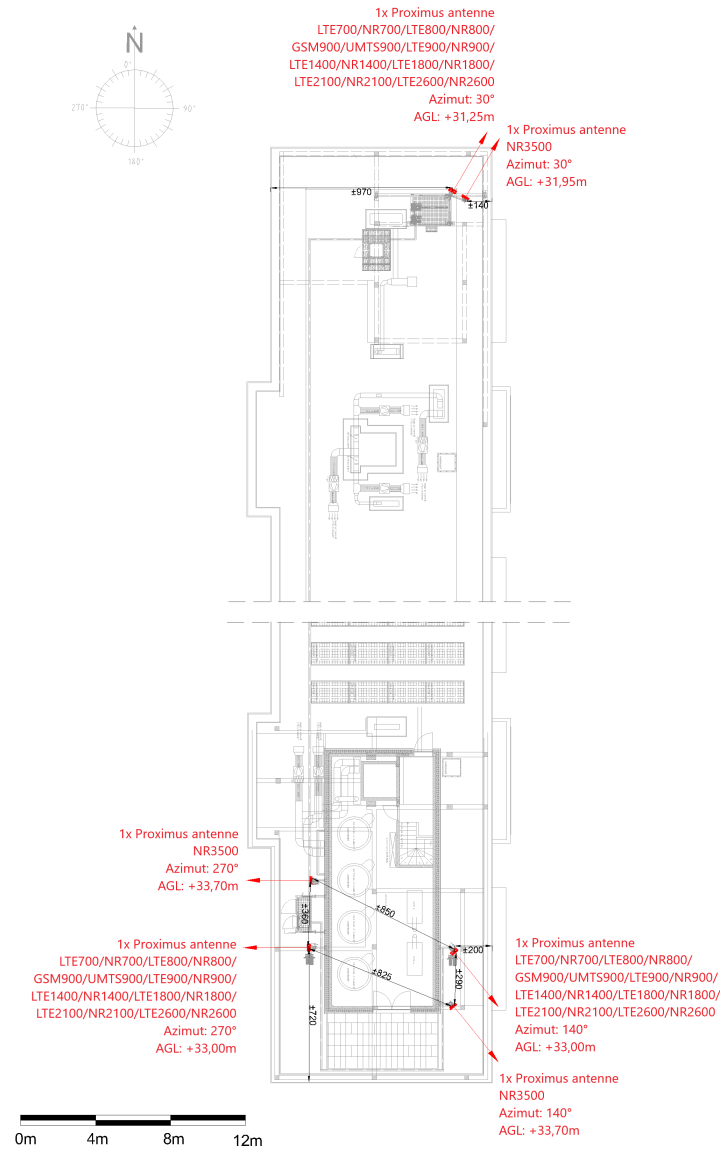 1x Proximus antenne
LTE700/NR700/LTE800/NR800/
GSM900/UMTS900/LTE900/NR900/
LTE1400/NR1400/LTE1800/NR1800/
LTE2100/NR2100/LTE2600/NR2600
Azimut: 30°
AGL: +31,25m
N
0°
270°
90°
180°
1x Proximus antenne
NR3500
Azimut: 30°
AGL: +31,95m
±970
±140
1x Proximus antenne
NR3500
Azimut: 270°
AGL: +33,70m
±360
±850
±200
1x Proximus antenne
LTE700/NR700/LTE800/NR800/
GSM900/UMTS900/LTE900/NR900/
LTE1400/NR1400/LTE1800/NR1800/
LTE2100/NR2100/LTE2600/NR2600
Azimut: 270°
AGL: +33,00m
±825
±290
±720
1x Proximus antenne
LTE700/NR700/LTE800/NR800/
GSM900/UMTS900/LTE900/NR900/
LTE1400/NR1400/LTE1800/NR1800/
LTE2100/NR2100/LTE2600/NR2600
Azimut: 140°
AGL: +33,00m
1x Proximus antenne
NR3500
Azimut: 140°
AGL: +33,70m
0m 4m 8m 12m